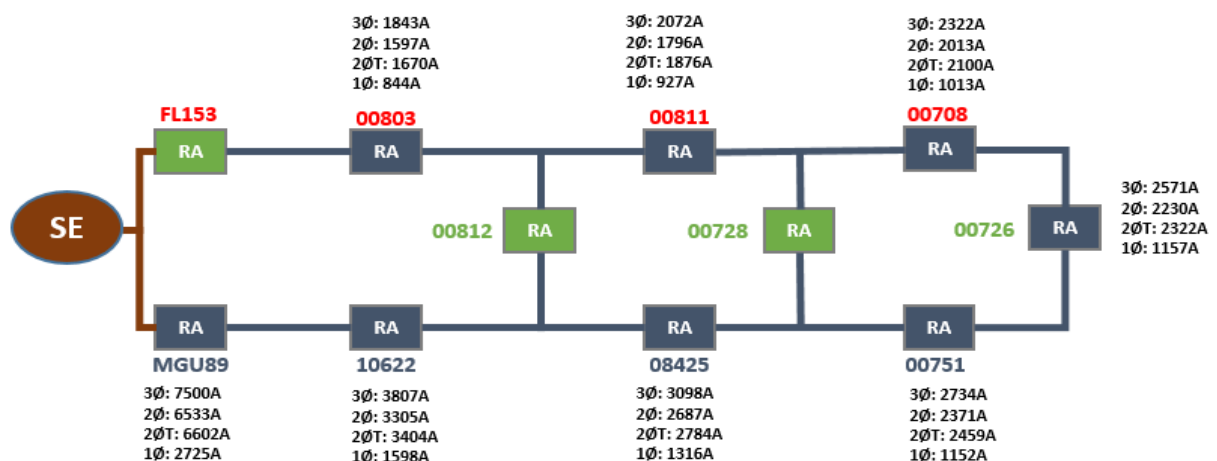 3Ø: 1843A
2Ø: 1597A
2ØT: 1670A
1Ø: 844A
3Ø: 2072A
2Ø: 1796A
2ØT: 1876A
1Ø: 927A
3Ø: 2322A
2Ø: 2013A
2ØT: 2100A
1Ø: 1013A
FL153
00803
00811
00708
RA
RA
RA
RA
3Ø: 2571A
2Ø: 2230A
2ØT: 2322A
1Ø: 1157A
SE
00812
RA
00728
RA
00726
RA
RA
RA
RA
RA
MGU89
10622
08425
00751
3Ø: 7500A
2Ø: 6533A
2ØT: 6602A
1Ø: 2725A
3Ø: 3807A
2Ø: 3305A
2ØT: 3404A
1Ø: 1598A
3Ø: 3098A
2Ø: 2687A
2ØT: 2784A
1Ø: 1316A
3Ø: 2734A
2Ø: 2371A
2ØT: 2459A
1Ø: 1152A